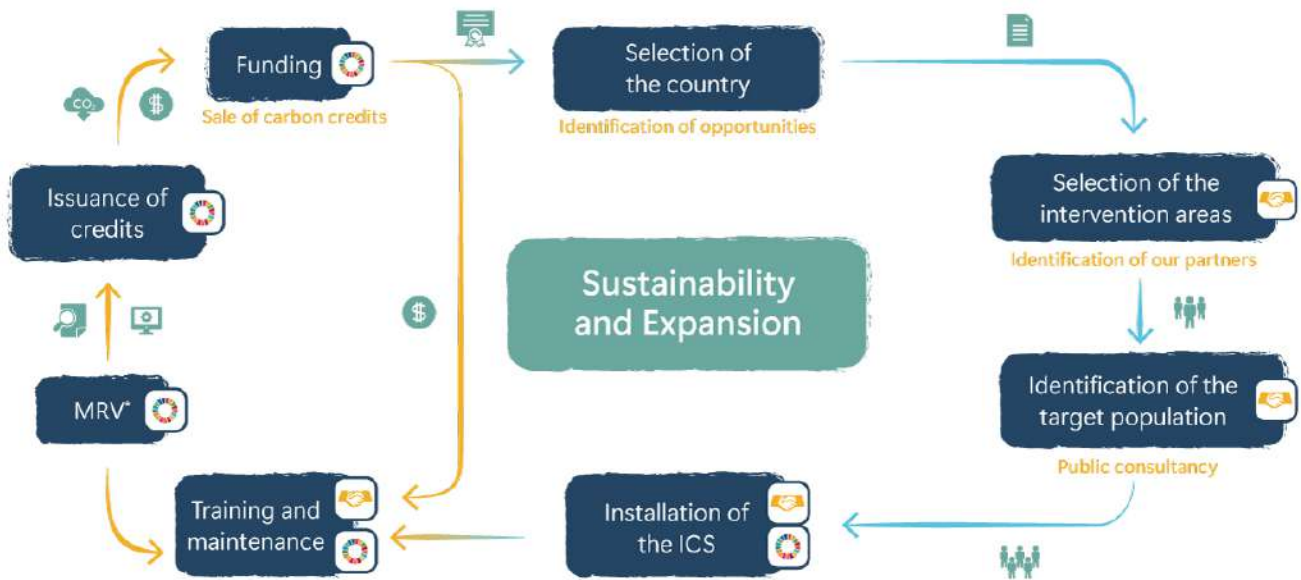 Funding
Sale of carbon credits
Selection of
the country
Identification of opportunities
CO₂
$
Issuance of
credits
Selection of the
intervention areas
Identification of our partners
Sustainability
and Expansion
$
MRV*
Identification of the
target population
Public consultancy
Training and
maintenance
Installation of
the ICS